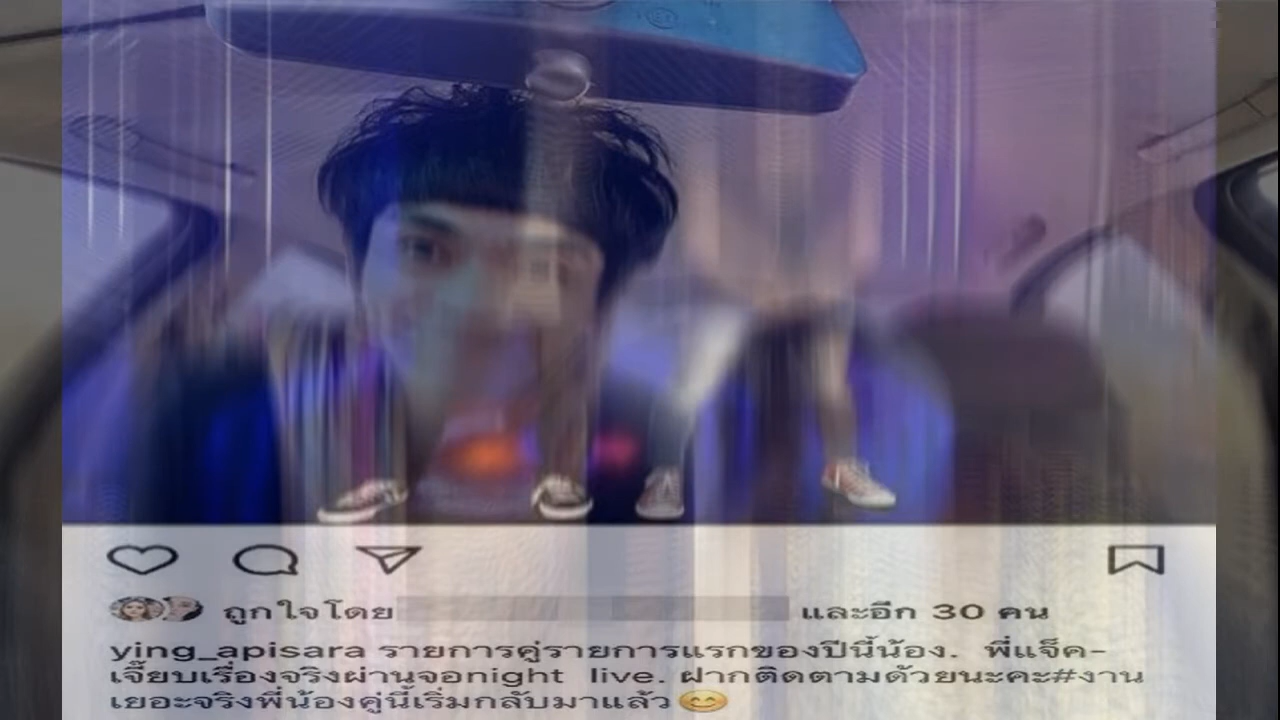 ถูกใจโดย และอีก 30 คน
ying_apisara รายการคู่รายการแรกของปีนี้น้อง. พี่แจ็ค-
เจี๊ยบเรื่องจริงผ่านจอnight live. ฝากติดตามด้วยนะคะ#งาน
เยอะจริงพี่น้องคู่นี้เริ่มกลับมาแล้ว😊